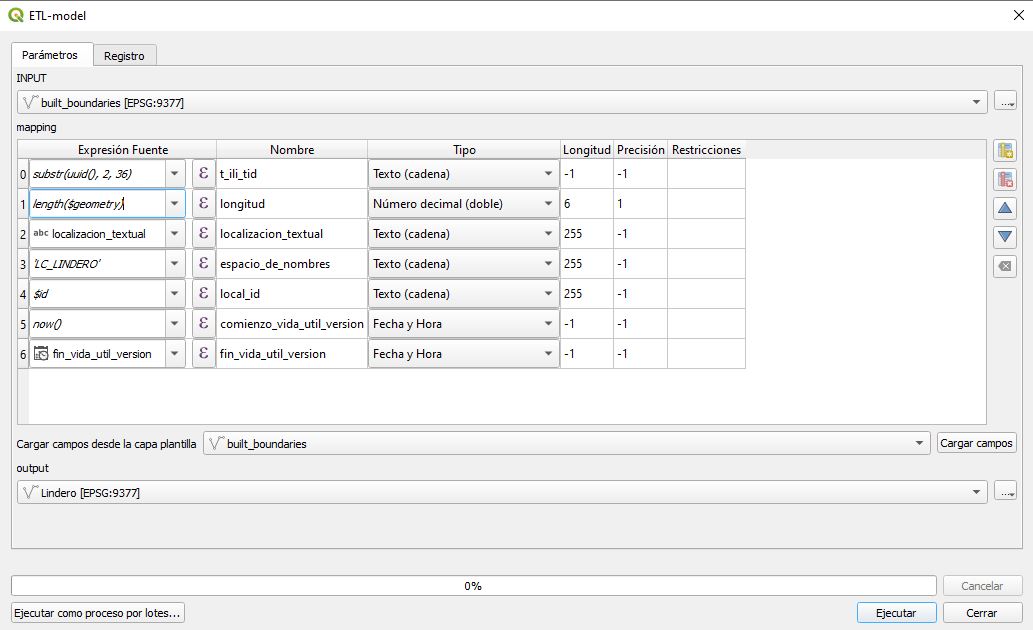 ETL-model
Parámetros Registro
INPUT
built_boundaries [EPSG:9377]
...
mapping
Expresión Fuente Nombre Tipo Longitud Precisión Restricciones
0 substr(uuid(), 2, 36) ε t_ili_tid Texto (cadena) -1 -1
1 length($geometry) ε longitud Número decimal (doble) 6 1
2 abc localizacion_textual ε localizacion_textual Texto (cadena) 255 -1
3 'LC_LINDERO' ε espacio_de_nombres Texto (cadena) 255 -1
4 $id ε local_id Texto (cadena) 255 -1
5 now() ε comienzo_vida_util_version Fecha y Hora -1 -1
6 fin_vida_util_version ε fin_vida_util_version Fecha y Hora -1 -1
Cargar campos desde la capa plantilla built_boundaries Cargar campos
output
Lindero [EPSG:9377]
...
0% Cancelar
Ejecutar como proceso por lotes... Ejecutar Cerrar